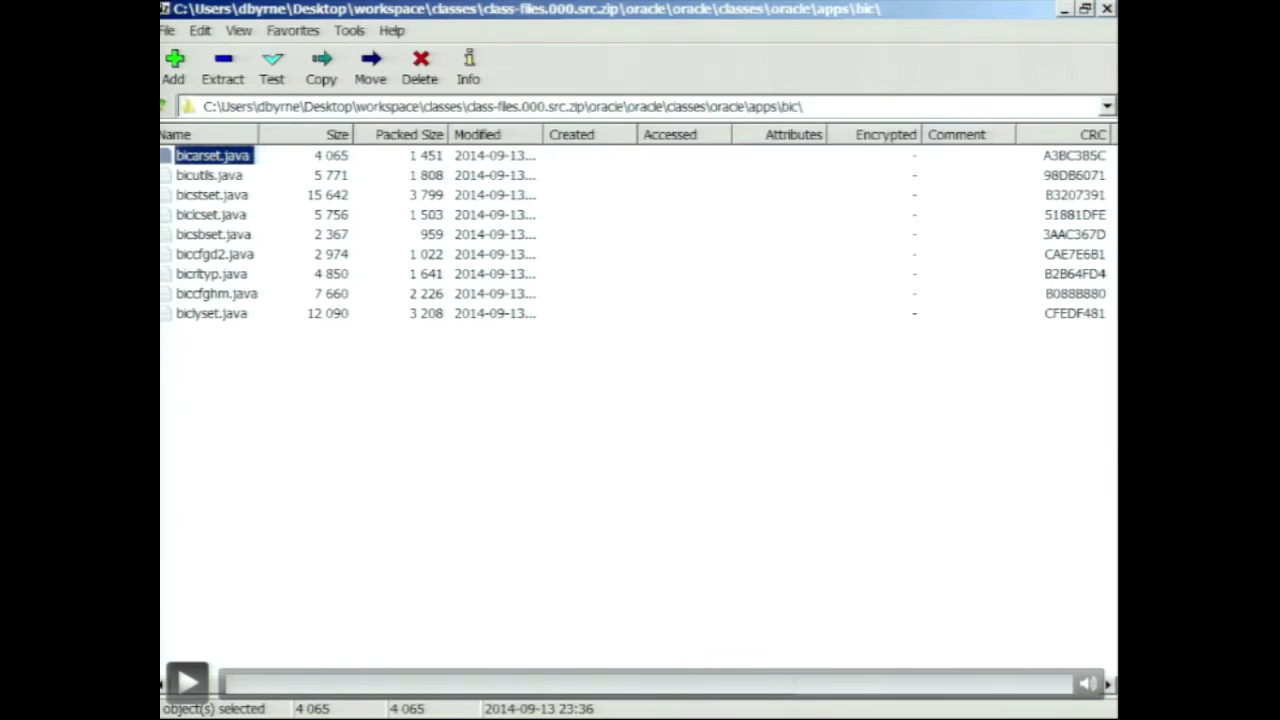 C:\Users\dbyrne\Desktop\workspace\classes\class-files.000.src.zip\oracle\oracle\classes\oracle\apps\bic\
File Edit View Favorites Tools Help
Add Extract Test Copy Move Delete Info
C:\Users\dbyrne\Desktop\workspace\classes\class-files.000.src.zip\oracle\oracle\classes\oracle\apps\bic\
Name Size Packed Size Modified Created Accessed Attributes Encrypted Comment CRC
bicarset.java 4 065 1 451 2014-09-13... - A3BC3B5C
bicutils.java 5 771 1 808 2014-09-13... - 98DB6071
bicstset.java 15 642 3 799 2014-09-13... - B3207391
bicicset.java 5 756 1 503 2014-09-13... - 51881DFE
bicsbset.java 2 367 959 2014-09-13... - 3AAC367D
biccfgd2.java 2 974 1 022 2014-09-13... - CAE7E6B1
bicrltyp.java 4 850 1 641 2014-09-13... - B2B64FD4
biccfghm.java 7 660 2 226 2014-09-13... - B088B880
biclyset.java 12 090 3 208 2014-09-13... - CFEDF481
object(s) selected 4 065 4 065 2014-09-13 23:36